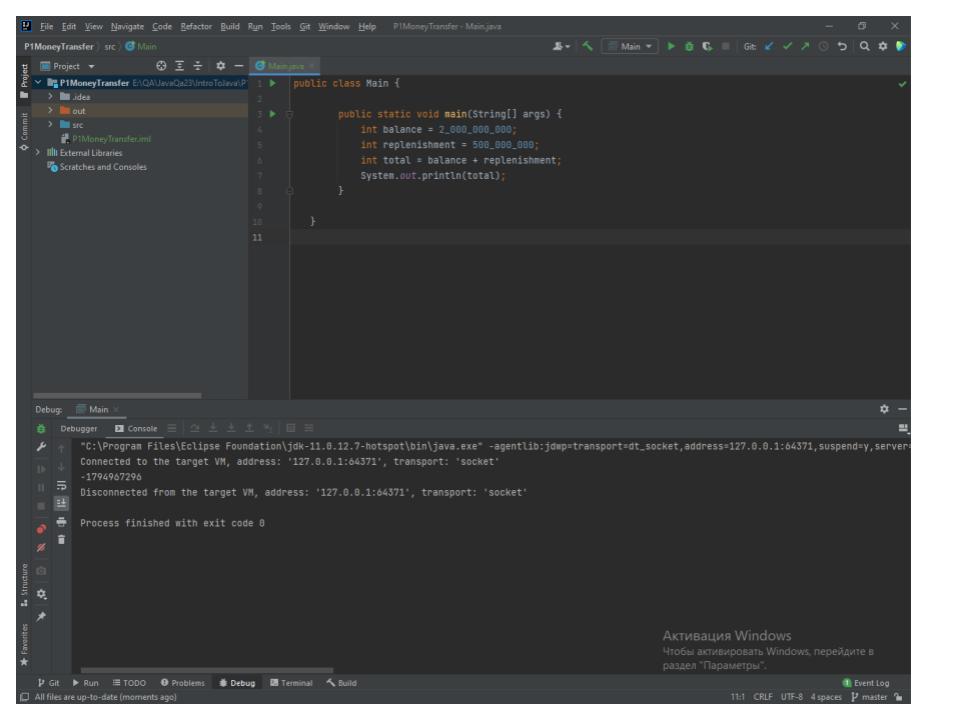 File Edit View Navigate Code Refactor Build Run Tools Git Window Help P1MoneyTransfer - Main.java
P1MoneyTransfer src Main
Main Git:
Project
Main.java
P1MoneyTransfer E:\QA\JavaQa23\IntroToJava\P
.idea
out
src
P1MoneyTransfer.iml
External Libraries
Scratches and Consoles
1 public class Main {
2
3 public static void main(String[] args) {
4 int balance = 2_000_000_000;
5 int replenishment = 500_000_000;
6 int total = balance + replenishment;
7 System.out.println(total);
8 }
9
10 }
11
Project
Commit
Structure
Favorites
Debug: Main
Debugger Console
"C:\Program Files\Eclipse Foundation\jdk-11.0.12.7-hotspot\bin\java.exe" -agentlib:jdwp=transport=dt_socket,address=127.0.0.1:64371,suspend=y,server=
Connected to the target VM, address: '127.0.0.1:64371', transport: 'socket'
-1794967296
Disconnected from the target VM, address: '127.0.0.1:64371', transport: 'socket'
Process finished with exit code 0
Активация Windows
Чтобы активировать Windows, перейдите в
раздел "Параметры".
Git Run TODO Problems Debug Terminal Build 1 Event Log
All files are up-to-date (moments ago) 11:1 CRLF UTF-8 4 spaces master